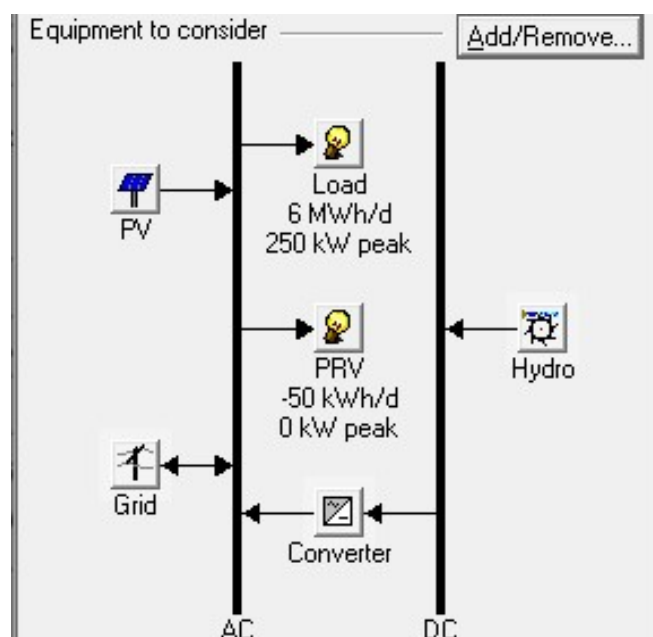 Equipment to consider
Add/Remove...
Load
6 MWh/d
250 kW peak
PV
PRV
-50 kWh/d
0 kW peak
Hydro
Grid
Converter
AC
DC